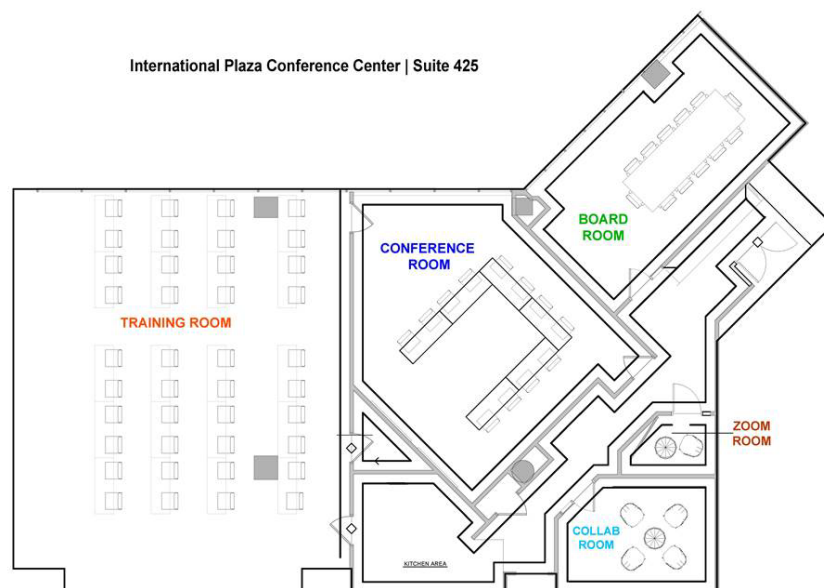 International Plaza Conference Center | Suite 425
BOARD
ROOM
CONFERENCE
ROOM
TRAINING ROOM
ZOOM
ROOM
COLLAB
ROOM
KITCHEN AREA